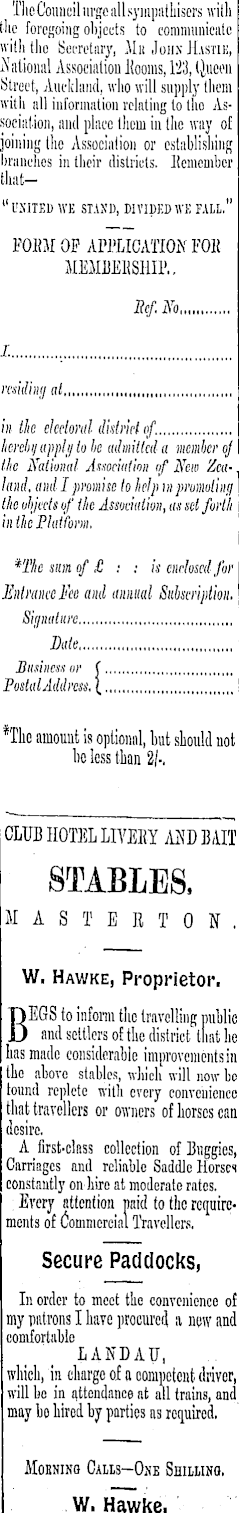 The Council urge all sympathisers with
the foregoing objects to communicate
with the Secretary, MR JOHN HASTIE,
National Association Rooms, 123, Queen
Street, Auckland, who will supply them
with all information relating to the As-
sociation, and place them in the way of
joining the Association or establishing
branches in their districts. Remember
that—
"UNITED WE STAND, DIVIDED WE FALL."
FORM OF APPLICATION FOR
MEMBERSHIP..
Ref. No............
I.......................................
residing at..................................
in the electoral district of.................
hereby apply to be admitted a member of
the National Association of New Zea-
land, and I promise to help in promoting
the objects of the Association, as set forth
in the Platform.
*The sum of £ : : is enclosed for
Entrance Fee and annual Subscription.
Signature..................................
Date..................................
Business or {..............................
Postal Address. {..............................
*The amount is optional, but should not
be less than 2/-.
CLUB HOTEL LIVERY AND BAIT
STABLES,
MASTERTON.
W. HAWKE, Proprietor.
BEGS to inform the travelling public
and settlers of the district that he
has made considerable improvements in
the above stables, which will now be
found replete with every convenience
that travellers or owners of horses can
desire.
A first-class collection of Buggies,
Carriages and reliable Saddle Horses
constantly on hire at moderate rates.
Every attention paid to the require-
ments of Commercial Travellers.
Secure Paddocks,
In order to meet the convenience of
my patrons I have procured a new and
comfortable
LANDAU,
which, in charge of a competent driver,
will be in attendance at all trains, and
may be hired by parties as required.
MORNING CALLS—ONE SHILLING.
W. Hawke.